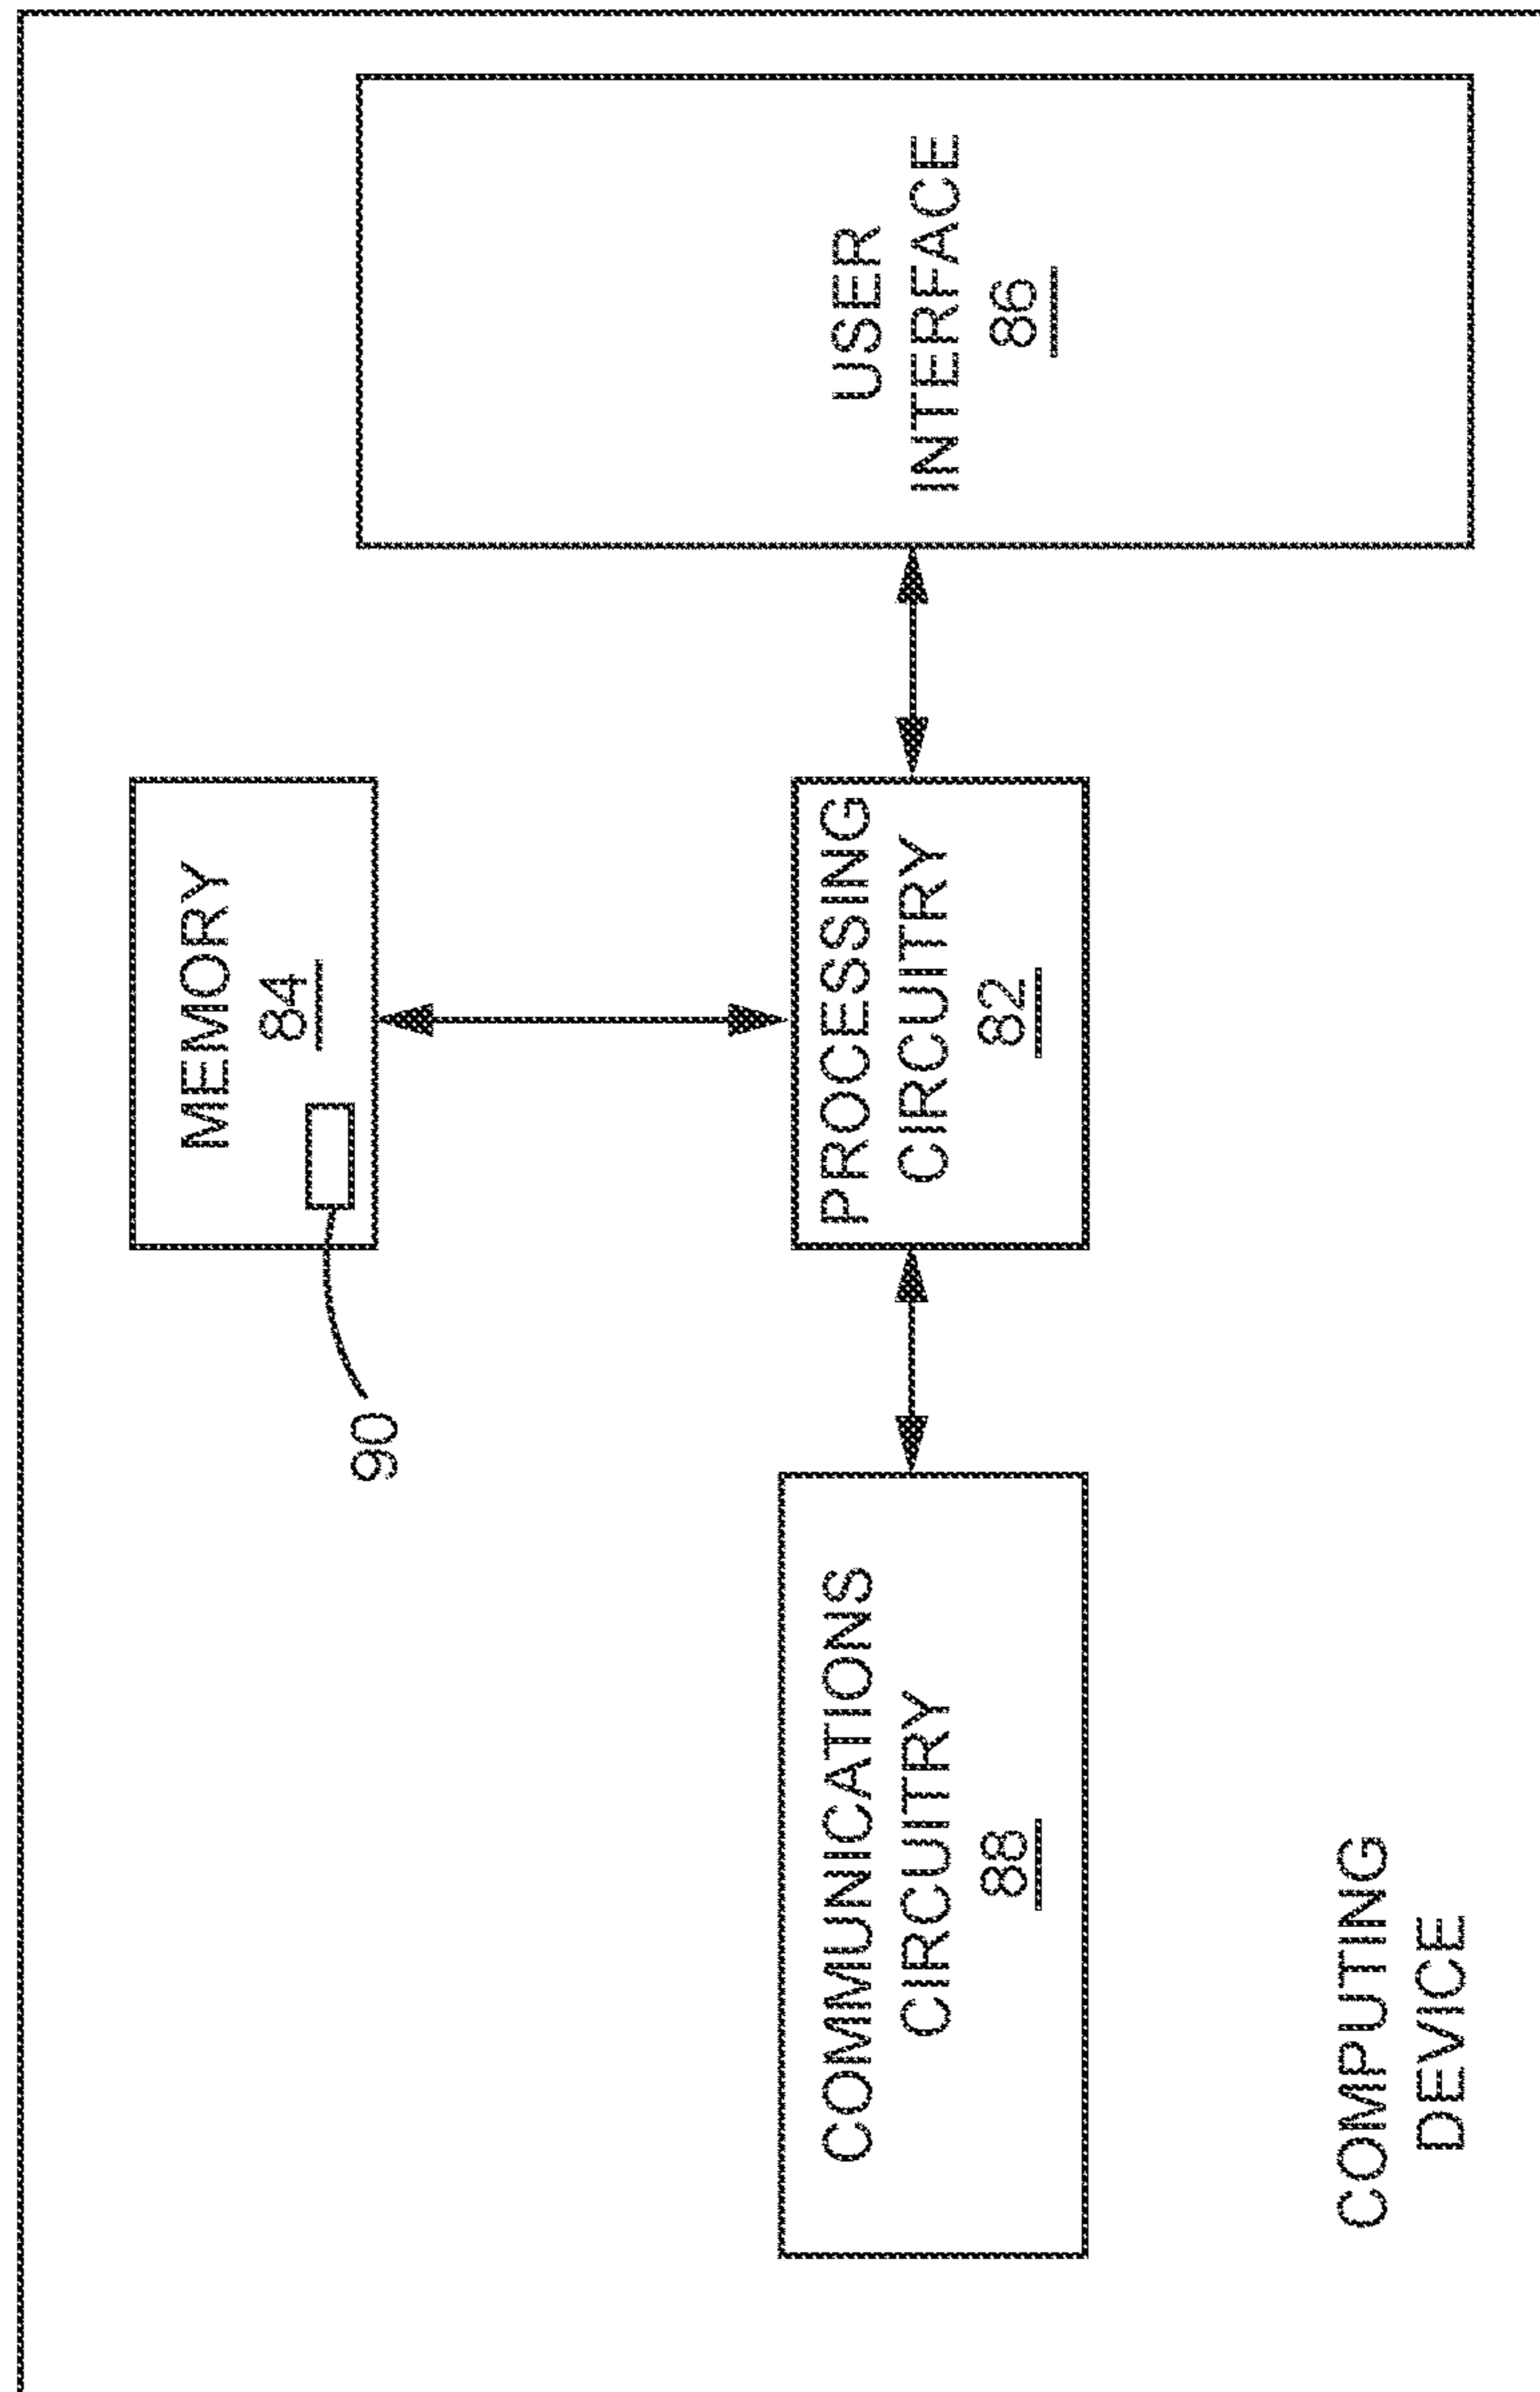 MEMORY
84
90
COMMUNICATIONS
CIRCUITRY
88
PROCESSING
CIRCUITRY
82
USER
INTERFACE
86
COMPUTING
DEVICE